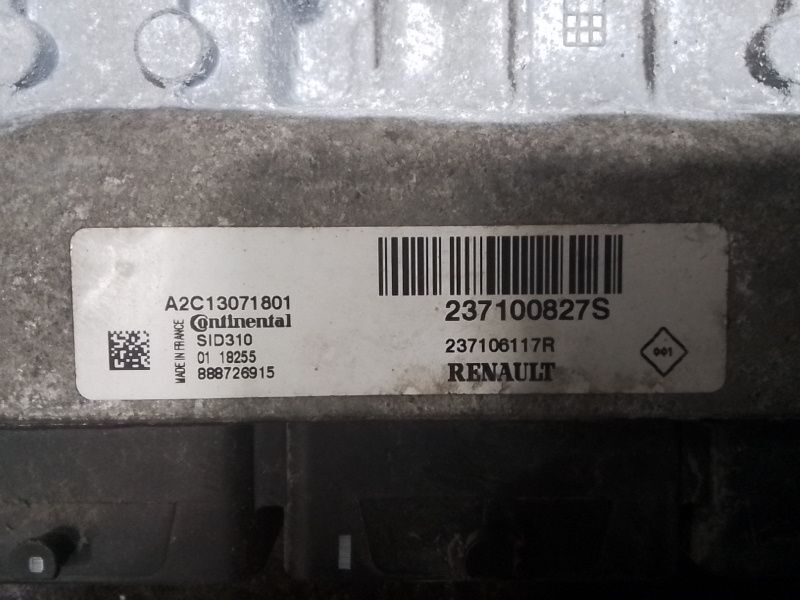 A2C13071801
Continental
SID310
01 18255
888726915
MADE IN FRANCE
237100827S
237106117R
RENAULT
001